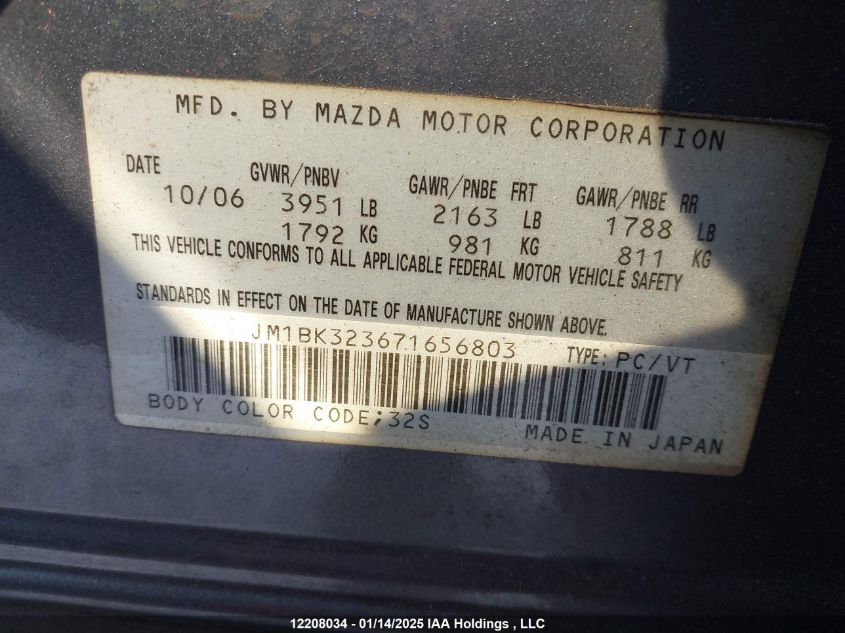 MFD. BY MAZDA MOTOR CORPORATION
DATE GVWR/PNBV GAWR/PNBE FRT GAWR/PNBE RR
10/06 3951 LB 2163 LB 1788 LB
1792 KG 981 KG 811 KG
THIS VEHICLE CONFORMS TO ALL APPLICABLE FEDERAL MOTOR VEHICLE SAFETY
STANDARDS IN EFFECT ON THE DATE OF MANUFACTURE SHOWN ABOVE.
JM1BK323671656803 TYPE: PC/VT
BODY COLOR CODE;32S MADE IN JAPAN
12208034 - 01/14/2025 IAA Holdings , LLC